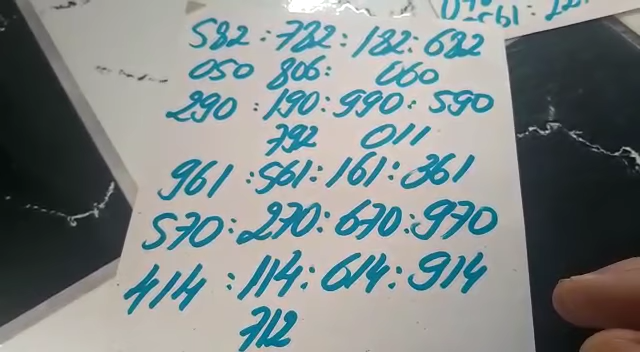 582 : 782 : 182 : 682
050 806 : 060
290 : 190 : 990 : 590
792 011
961 : 561 : 161 : 361
570 : 270 : 670 : 970
414 : 114 : 614 : 914
712